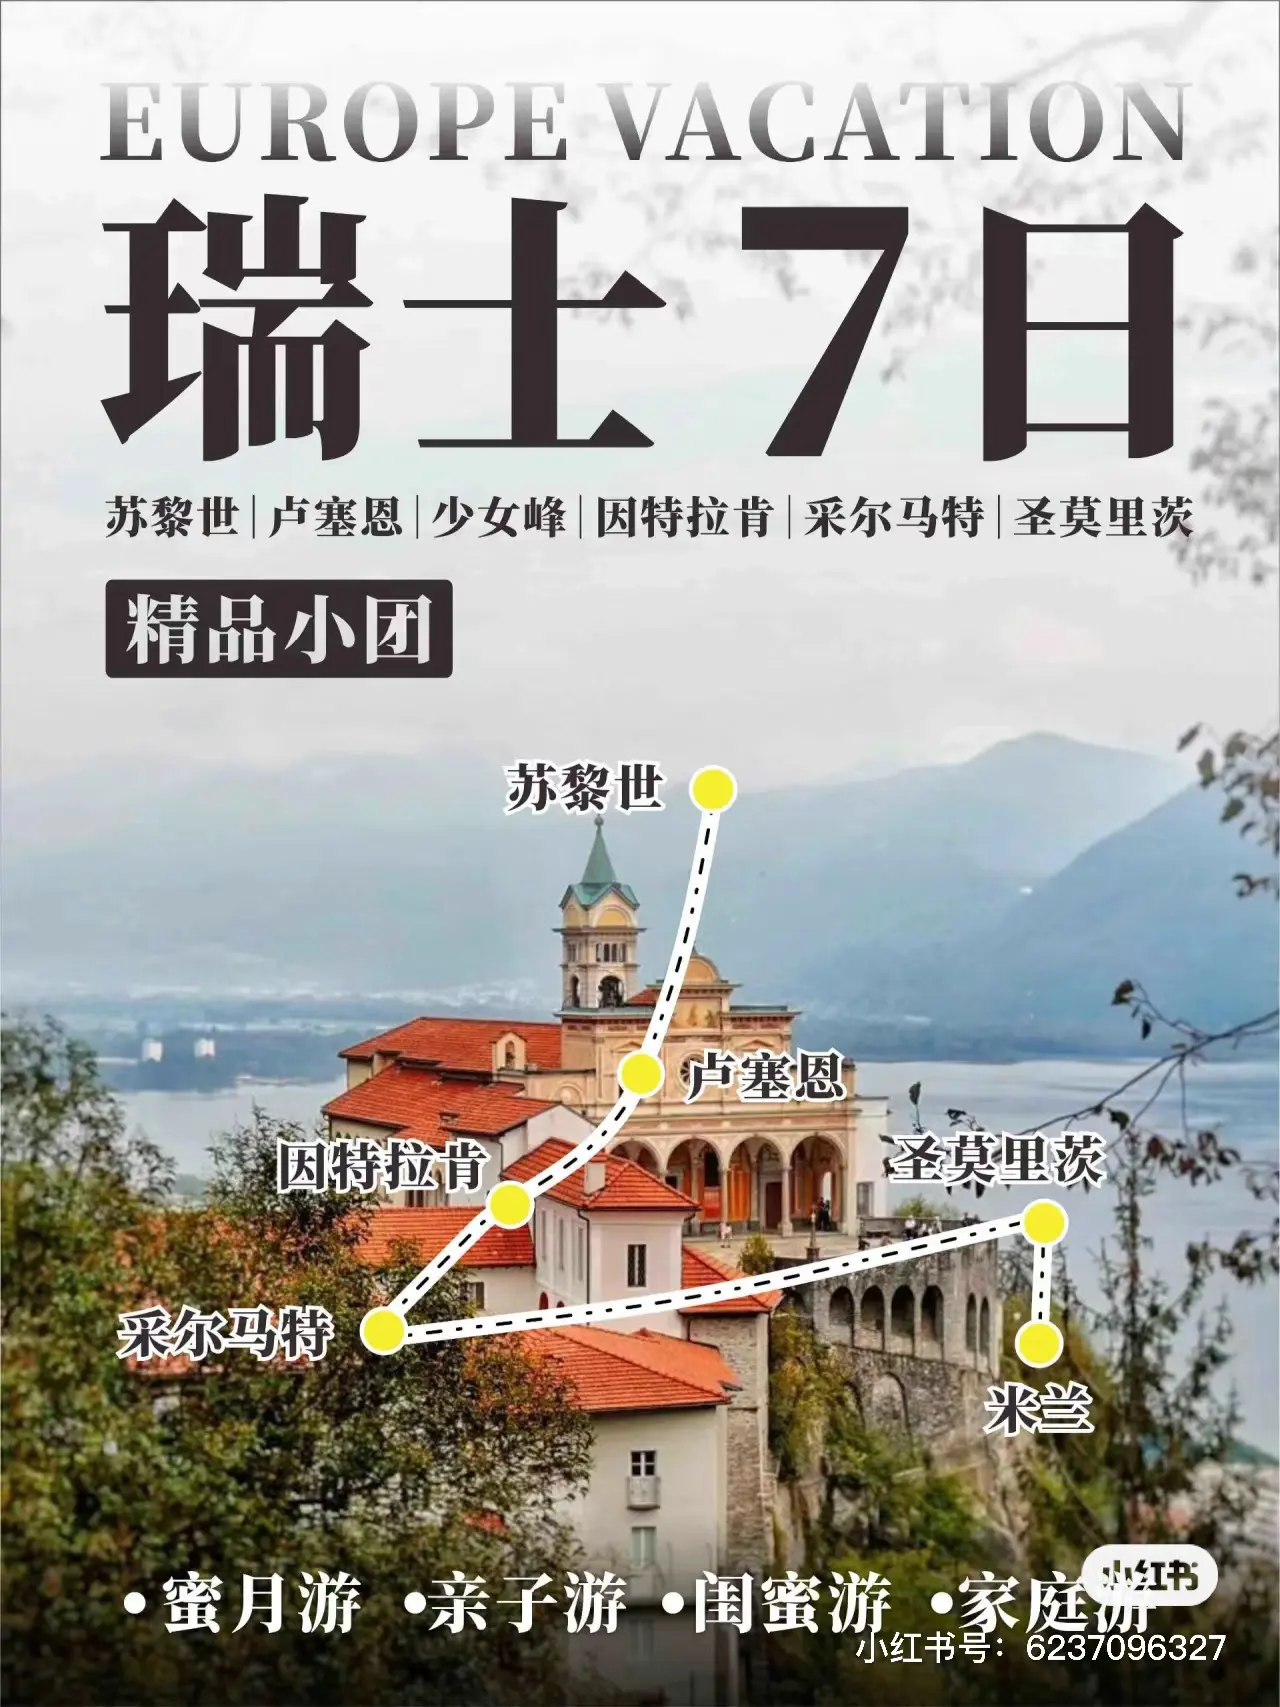 EUROPE VACATION
瑞士7日
苏黎世|卢塞恩|少女峰|因特拉肯|采尔马特|圣莫里茨
精品小团
苏黎世
卢塞恩
因特拉肯
圣莫里茨
采尔马特
米兰
•蜜月游 •亲子游 •闺蜜游 •家庭游
小红书
小红书号：6237096327